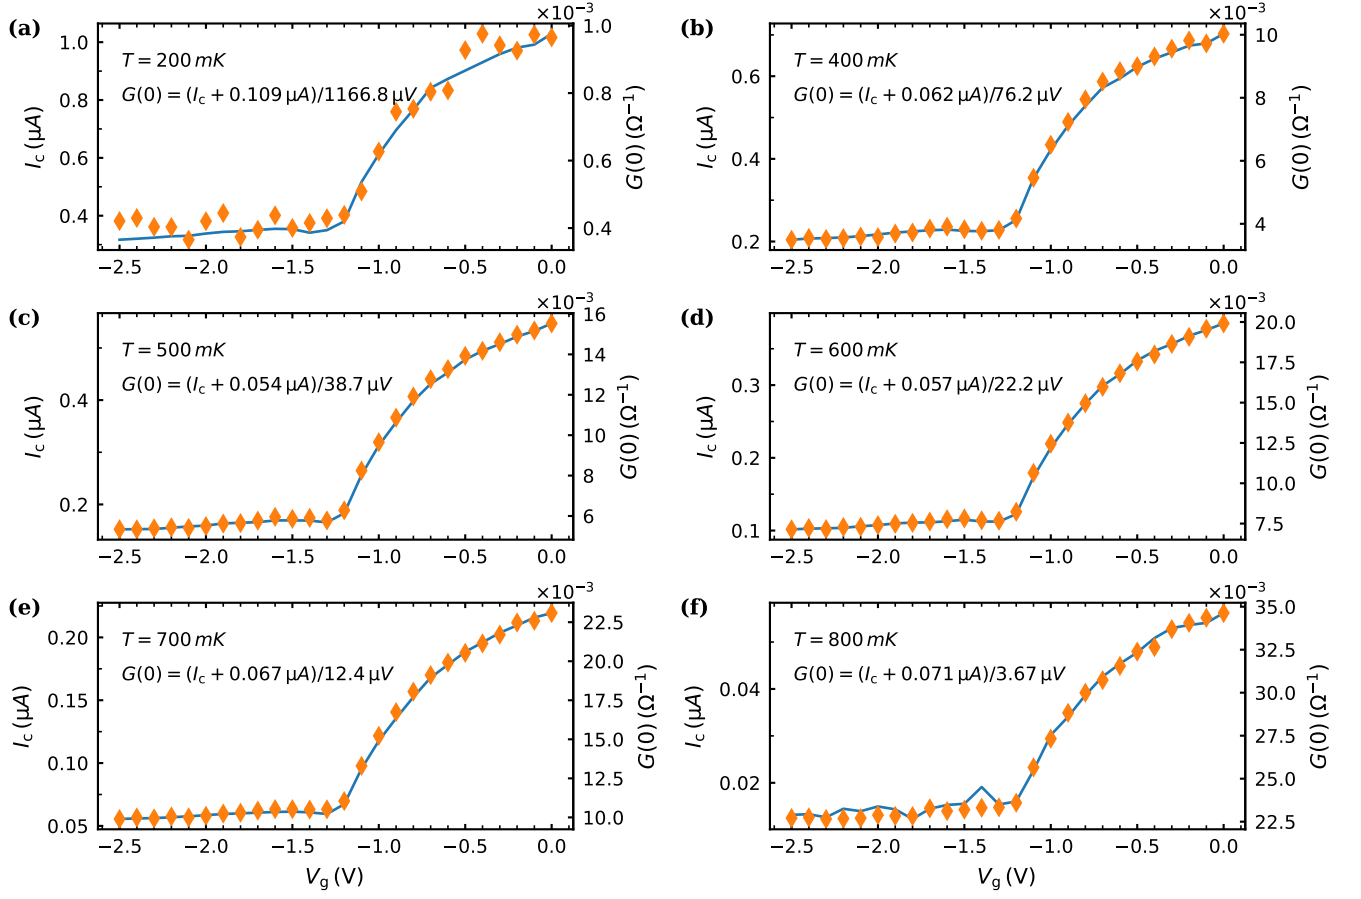 (a)
×10⁻³
T = 200 mK
G(0) = (I_c + 0.109 μA)/1166.8 μV
I_c (μA)
1.0
0.8
0.6
0.4
G(0) (Ω⁻¹)
1.0
0.8
0.6
0.4
−2.5 −2.0 −1.5 −1.0 −0.5 0.0
(b)
×10⁻³
T = 400 mK
G(0) = (I_c + 0.062 μA)/76.2 μV
I_c (μA)
0.6
0.4
0.2
G(0) (Ω⁻¹)
10
8
6
4
−2.5 −2.0 −1.5 −1.0 −0.5 0.0
(c)
×10⁻³
T = 500 mK
G(0) = (I_c + 0.054 μA)/38.7 μV
I_c (μA)
0.4
0.2
G(0) (Ω⁻¹)
16
14
12
10
8
6
−2.5 −2.0 −1.5 −1.0 −0.5 0.0
(d)
×10⁻³
T = 600 mK
G(0) = (I_c + 0.057 μA)/22.2 μV
I_c (μA)
0.3
0.2
0.1
G(0) (Ω⁻¹)
20.0
17.5
15.0
12.5
10.0
7.5
−2.5 −2.0 −1.5 −1.0 −0.5 0.0
(e)
×10⁻³
T = 700 mK
G(0) = (I_c + 0.067 μA)/12.4 μV
I_c (μA)
0.20
0.15
0.10
0.05
G(0) (Ω⁻¹)
22.5
20.0
17.5
15.0
12.5
10.0
−2.5 −2.0 −1.5 −1.0 −0.5 0.0
V_g (V)
(f)
×10⁻³
T = 800 mK
G(0) = (I_c + 0.071 μA)/3.67 μV
I_c (μA)
0.04
0.02
G(0) (Ω⁻¹)
35.0
32.5
30.0
27.5
25.0
22.5
−2.5 −2.0 −1.5 −1.0 −0.5 0.0
V_g (V)